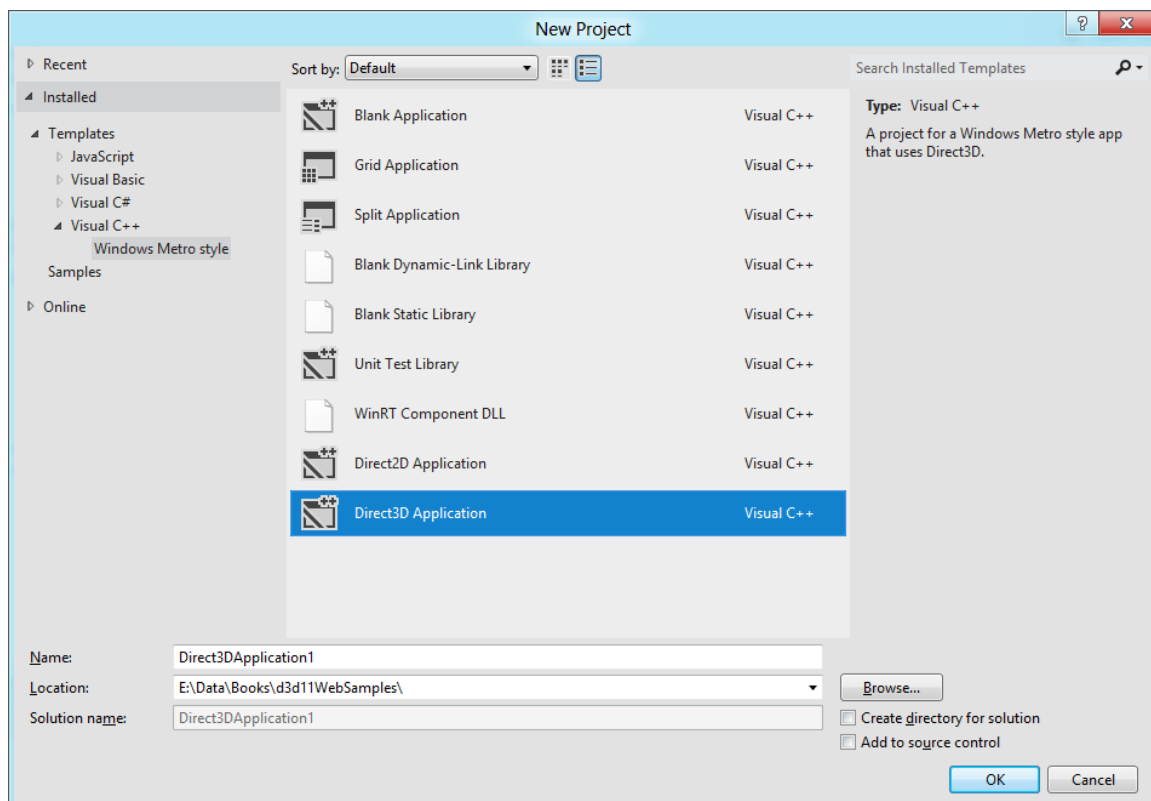 New Project
?
x
Recent
Installed
Templates
JavaScript
Visual Basic
Visual C#
Visual C++
Windows Metro style
Samples
Online
Sort by: Default
Blank Application Visual C++
Grid Application Visual C++
Split Application Visual C++
Blank Dynamic-Link Library Visual C++
Blank Static Library Visual C++
Unit Test Library Visual C++
WinRT Component DLL Visual C++
Direct2D Application Visual C++
Direct3D Application Visual C++
Search Installed Templates
Type: Visual C++
A project for a Windows Metro style app
that uses Direct3D.
Name: Direct3DApplication1
Location: E:\Data\Books\d3d11WebSamples\
Browse...
Solution name: Direct3DApplication1
Create directory for solution
Add to source control
OK
Cancel